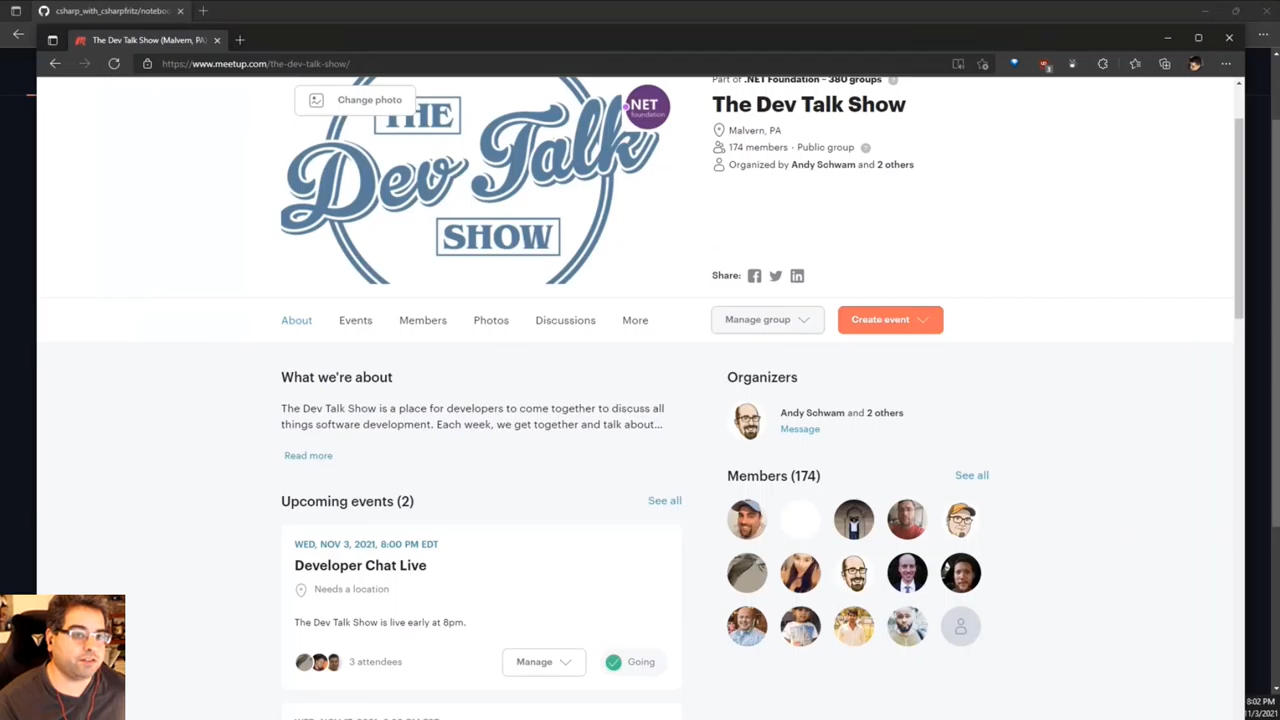 csharp_with_csharpfritz/noteboo
The Dev Talk Show (Malvern, PA)
https://www.meetup.com/the-dev-talk-show/
Change photo
THE
Dev Talk
SHOW
.NET
foundation
Part of .NET Foundation – 380 groups
The Dev Talk Show
Malvern, PA
174 members · Public group
Organized by Andy Schwam and 2 others
Share:
About
Events
Members
Photos
Discussions
More
Manage group
Create event
What we're about
The Dev Talk Show is a place for developers to come together to discuss all
things software development. Each week, we get together and talk about...
Read more
Upcoming events (2)
See all
WED, NOV 3, 2021, 8:00 PM EDT
Developer Chat Live
Needs a location
The Dev Talk Show is live early at 8pm.
3 attendees
Manage
Going
Organizers
Andy Schwam and 2 others
Message
Members (174)
See all
8:02 PM
11/3/2021